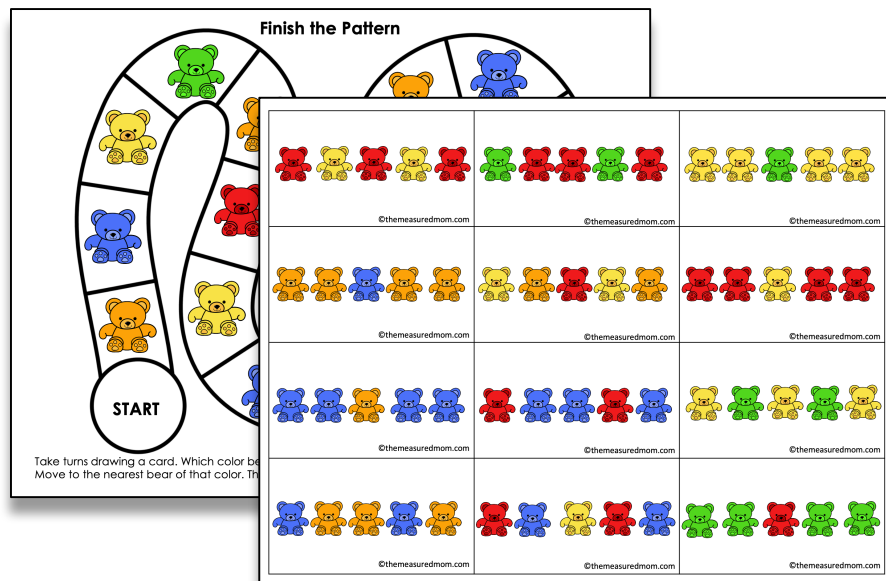 Finish the Pattern
START
Take turns drawing a card. Which color be
Move to the nearest bear of that color. Th
©themeasuredmom.com
©themeasuredmom.com
©themeasuredmom.com
©themeasuredmom.com
©themeasuredmom.com
©themeasuredmom.com
©themeasuredmom.com
©themeasuredmom.com
©themeasuredmom.com
©themeasuredmom.com
©themeasuredmom.com
©themeasuredmom.com